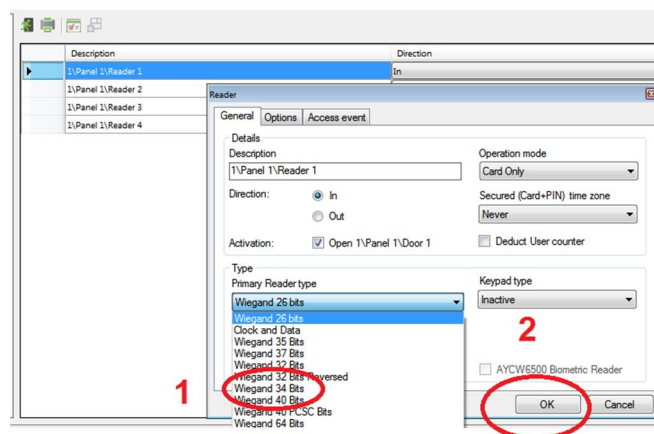 Description Direction
1\Panel 1\Reader 1 In
1\Panel 1\Reader 2
1\Panel 1\Reader 3
1\Panel 1\Reader 4
Reader
General Options Access event
Details
Description Operation mode
1\Panel 1\Reader 1 Card Only
Direction: In Secured (Card+PIN) time zone
Out Never
Activation: Open 1\Panel 1\Door 1 Deduct User counter
Type
Primary Reader type Keypad type
Wiegand 26 bits Inactive
Wiegand 26 bits
Clock and Data
Wiegand 35 Bits
Wiegand 37 Bits
Wiegand 32 Bits
Wiegand 32 Bits Reversed
Wiegand 34 Bits
Wiegand 40 Bits
Wiegand 40 PCSC Bits
Wiegand 64 Bits
2
AYCW6500 Biometric Reader
1
OK Cancel